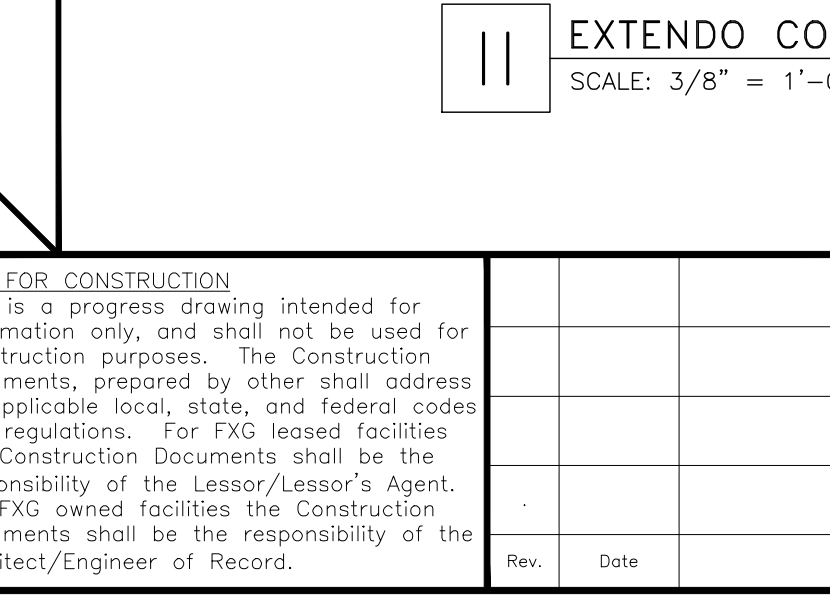 11
EXTENDO CO
SCALE: 3/8" = 1'-0
FOR CONSTRUCTION
is a progress drawing intended for
mation only, and shall not be used for
truction purposes. The Construction
ments, prepared by other shall address
pplicable local, state, and federal codes
regulations. For FXG leased facilities
Construction Documents shall be the
onsibility of the Lessor/Lessor's Agent.
FXG owned facilities the Construction
ments shall be the responsibility of the
itect/Engineer of Record.
.
Rev. Date